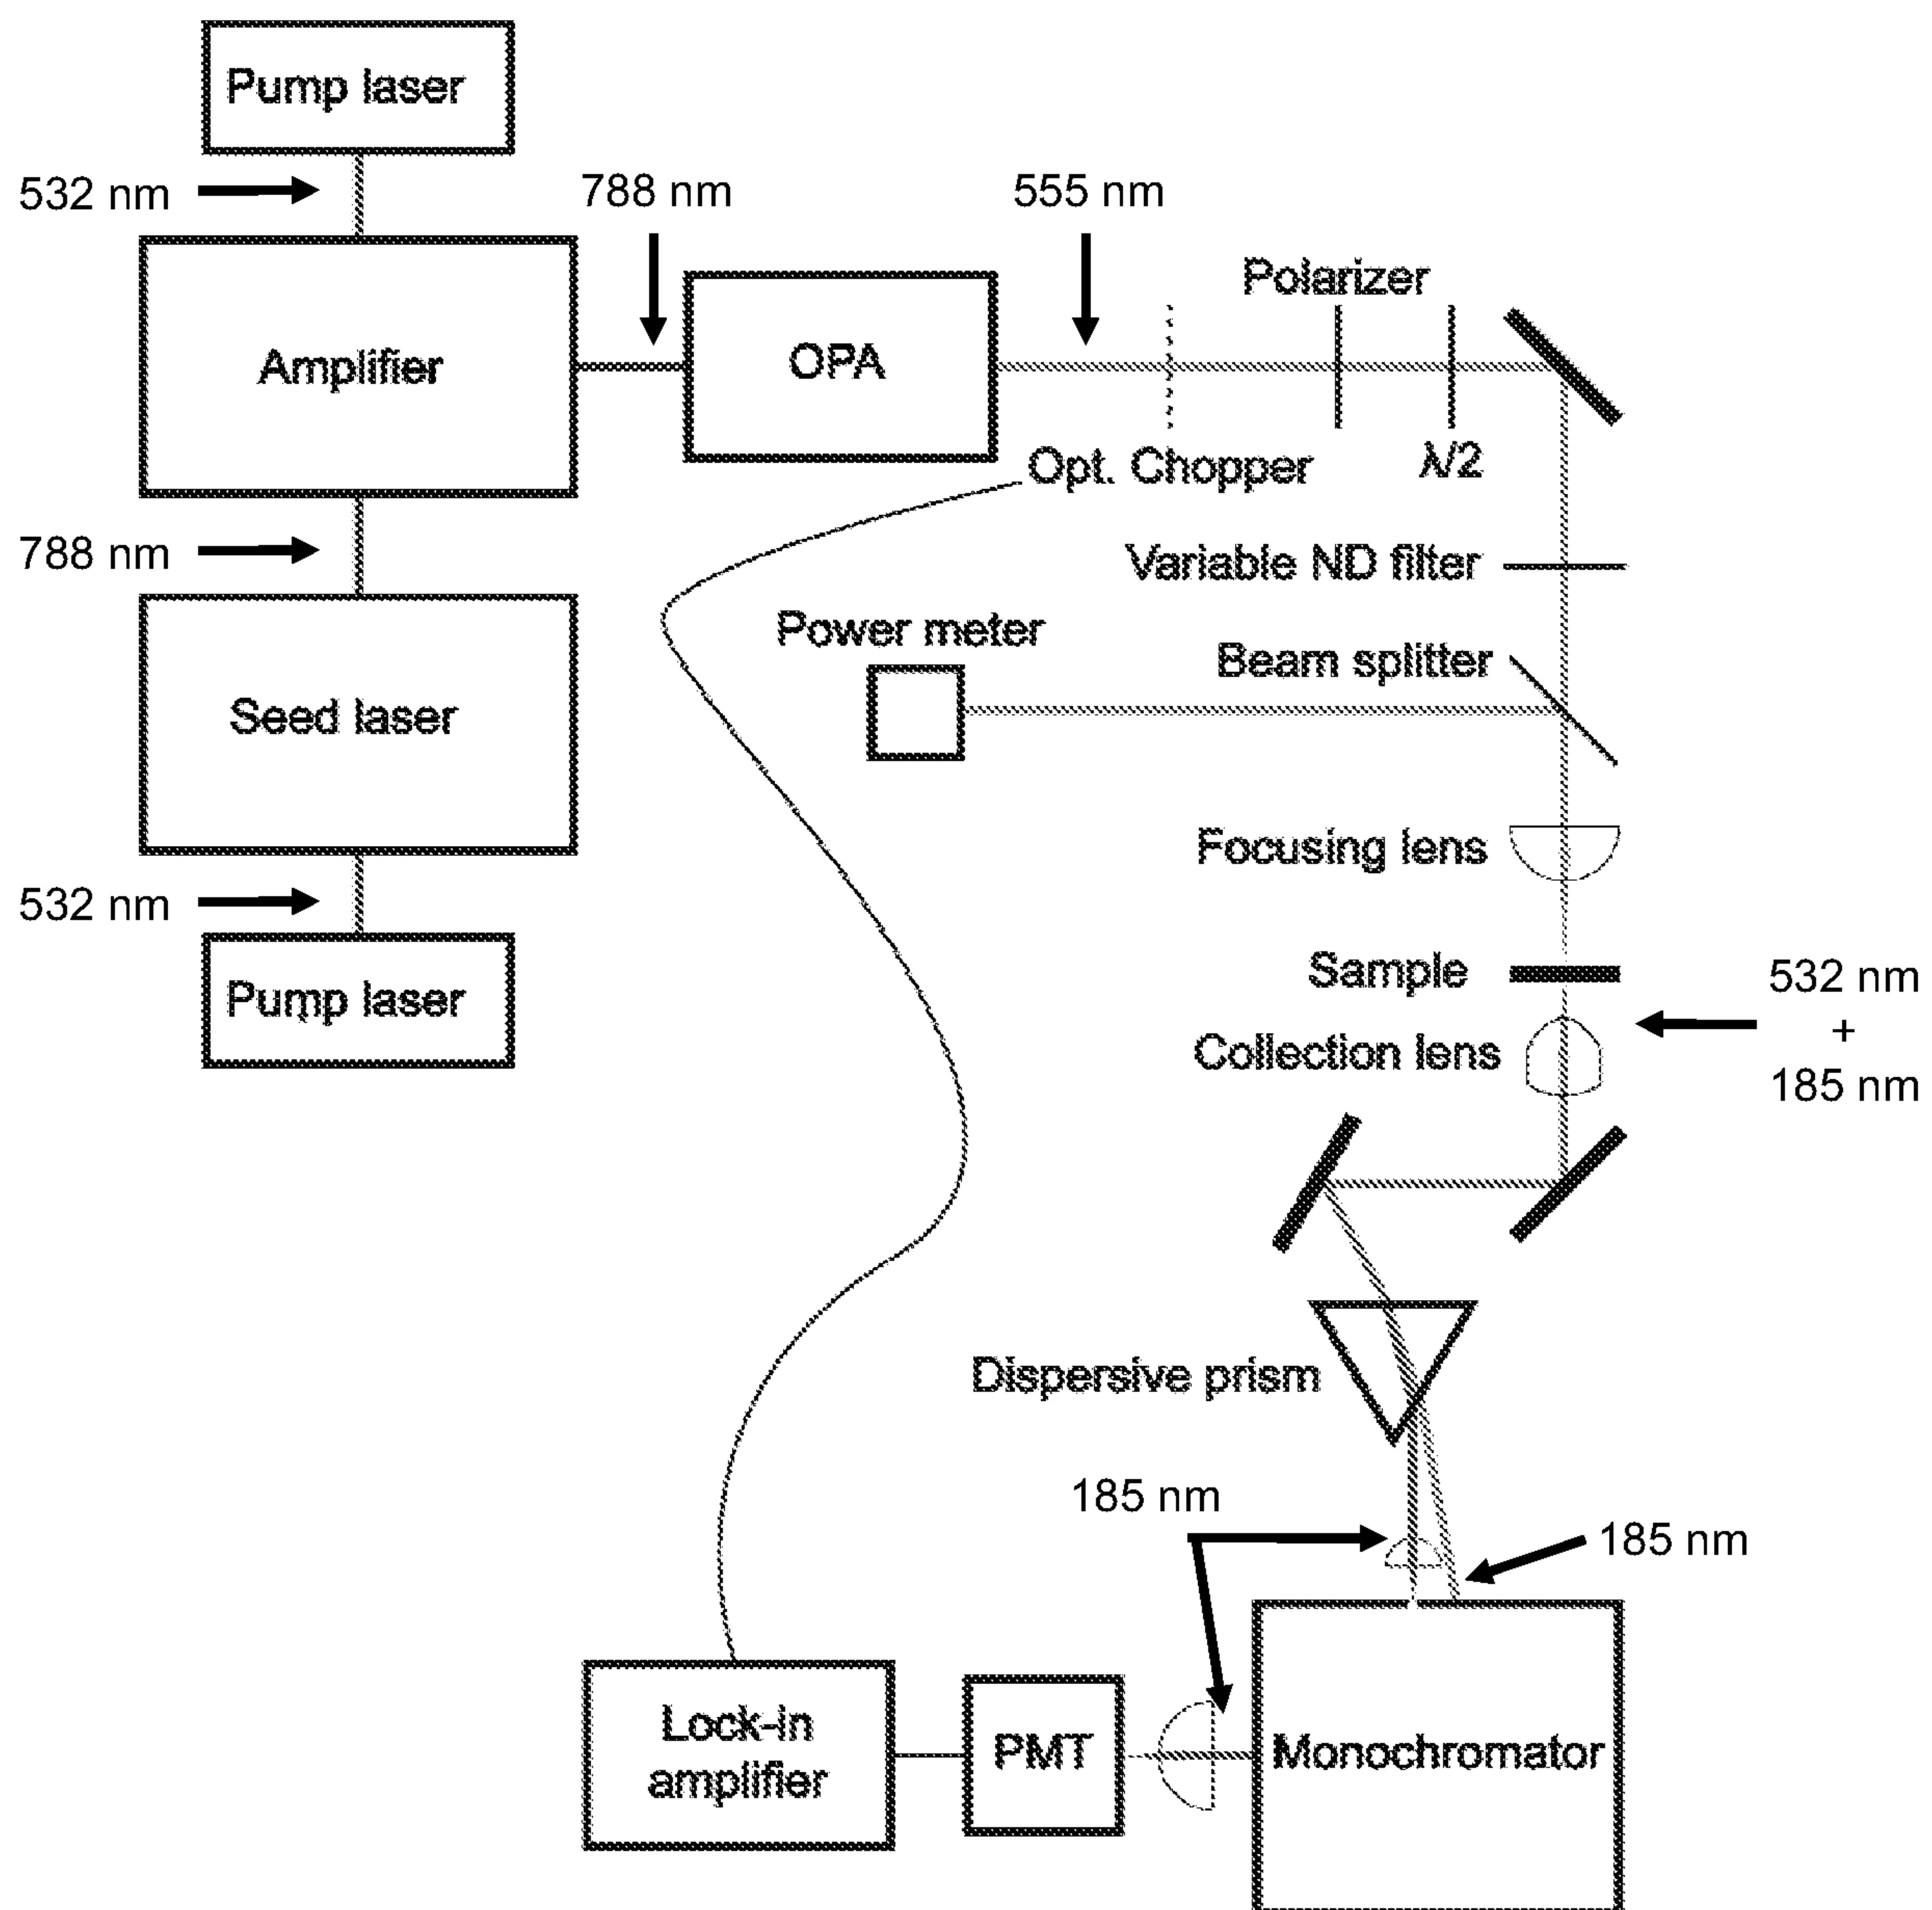 Pump laser
532 nm
788 nm
555 nm
Polarizer
Amplifier
OPA
Opt. Chopper
λ/2
788 nm
Variable ND filter
Power meter
Beam splitter
Seed laser
Focusing lens
532 nm
Sample
532 nm
+
185 nm
Pump laser
Collection lens
Dispersive prism
185 nm
185 nm
Lock-in
amplifier
PMT
Monochromator